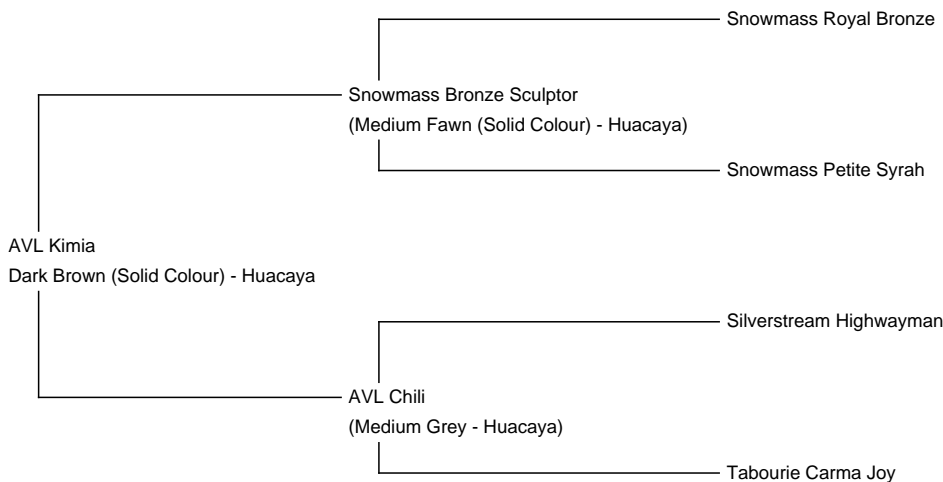 Snowmass Royal Bronze
Snowmass Bronze Sculptor
(Medium Fawn (Solid Colour) - Huacaya)
Snowmass Petite Syrah
AVL Kimia
Dark Brown (Solid Colour) - Huacaya
Silverstream Highwayman
AVL Chili
(Medium Grey - Huacaya)
Tabourie Carma Joy